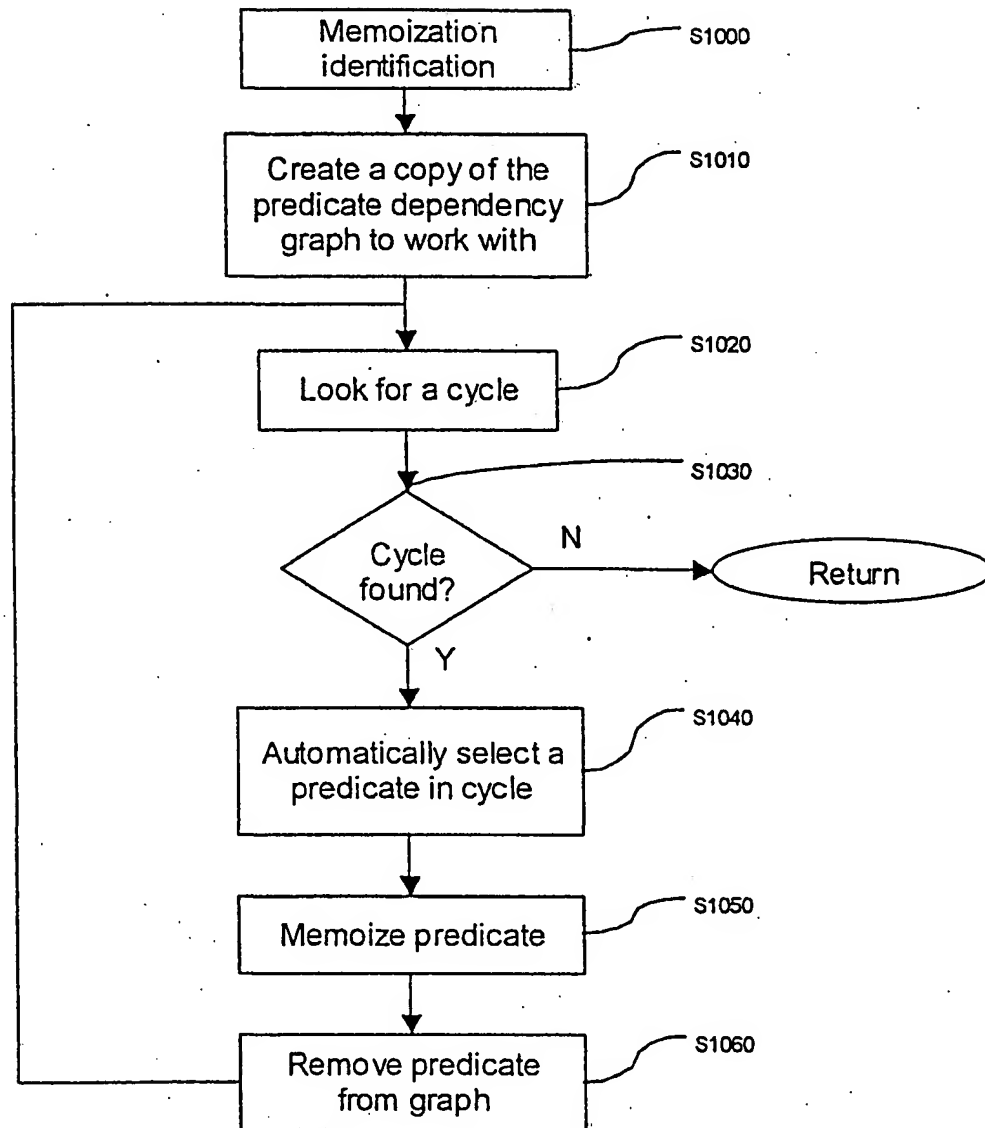 Memoization
identification
S1000
Create a copy of the
predicate dependency
graph to work with
S1010
Look for a cycle
S1020
S1030
Cycle
found?
N
Return
Y
Automatically select a
predicate in cycle
S1040
Memoize predicate
S1050
Remove predicate
from graph
S1060